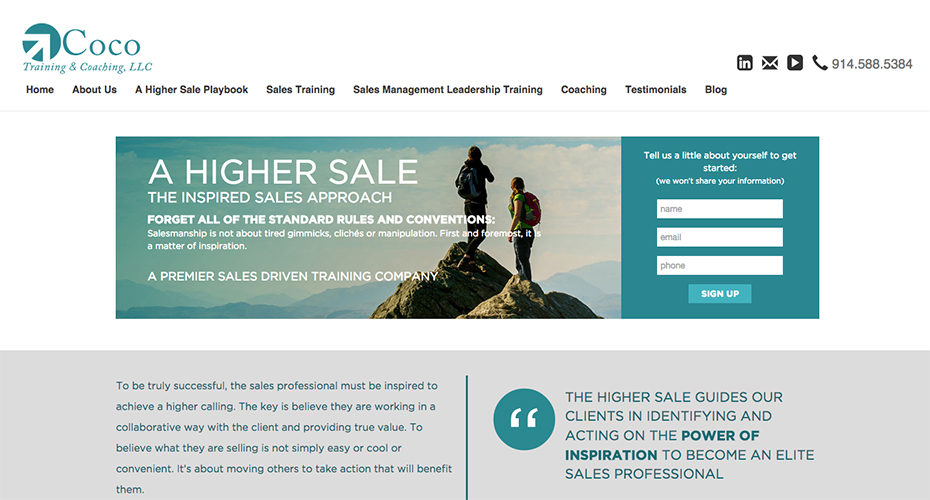 Coco
Training & Coaching, LLC
914.588.5384
Home About Us A Higher Sale Playbook Sales Training Sales Management Leadership Training Coaching Testimonials Blog
A HIGHER SALE
THE INSPIRED SALES APPROACH
FORGET ALL OF THE STANDARD RULES AND CONVENTIONS:
Salesmanship is not about tired gimmicks, clichés or manipulation. First and foremost, it is
a matter of inspiration.
A PREMIER SALES DRIVEN TRAINING COMPANY
Tell us a little about yourself to get
started:
(we won't share your information)
name
email
phone
SIGN UP
To be truly successful, the sales professional must be inspired to
achieve a higher calling. The key is believe they are working in a
collaborative way with the client and providing true value. To
believe what they are selling is not simply easy or cool or
convenient. It's about moving others to take action that will benefit
them.
THE HIGHER SALE GUIDES OUR
CLIENTS IN IDENTIFYING AND
ACTING ON THE POWER OF
INSPIRATION TO BECOME AN ELITE
SALES PROFESSIONAL